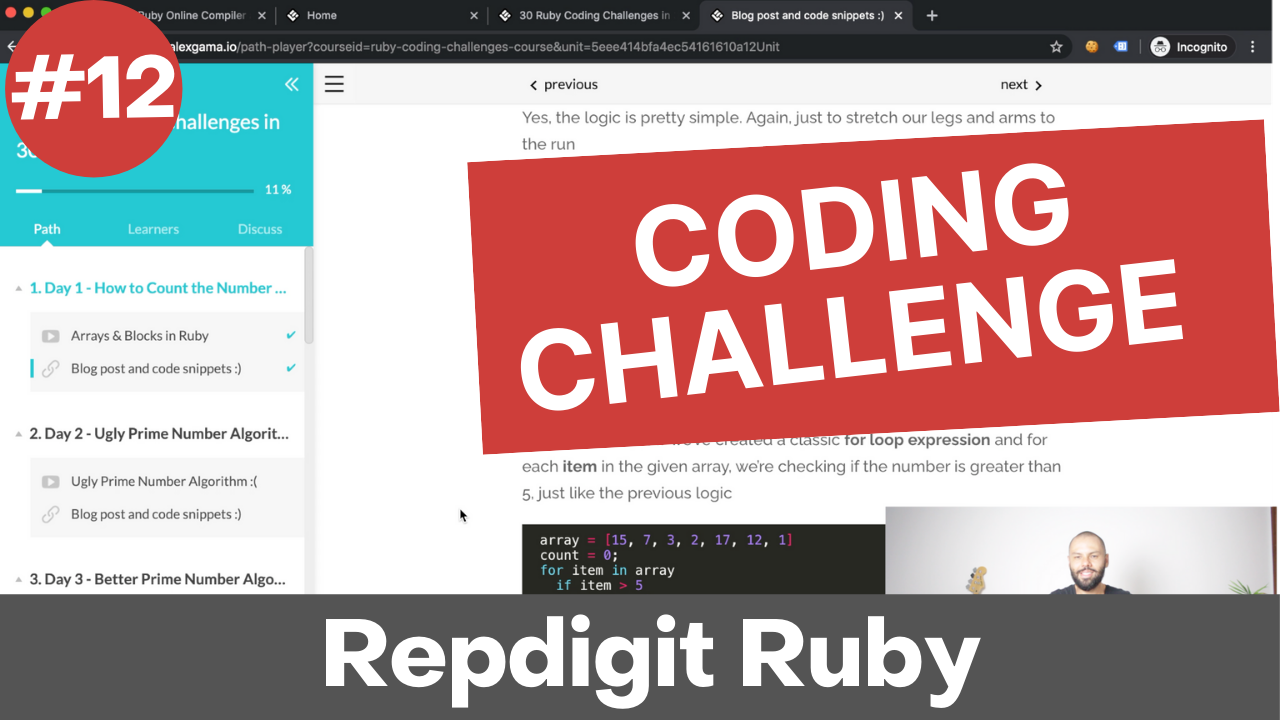 Ruby Online Compiler
Home
30 Ruby Coding Challenges in
Blog post and code snippets :)
#12
alexgama.io/path-player?courseid=ruby-coding-challenges-course&unit=5eee414bfa4ec54161610a12Unit
Incognito
hallenges in
30
11 %
Path Learners Discuss
1. Day 1 - How to Count the Number ...
Arrays & Blocks in Ruby
Blog post and code snippets :)
2. Day 2 - Ugly Prime Number Algorit...
Ugly Prime Number Algorithm :(
Blog post and code snippets :)
3. Day 3 - Better Prime Number Algo...
previous
next
Yes, the logic is pretty simple. Again, just to stretch our legs and arms to
the run
CODING
CHALLENGE
created a classic for loop expression and for
each item in the given array, we're checking if the number is greater than
5, just like the previous logic
array = [15, 7, 3, 2, 17, 12, 1]
count = 0;
for item in array
if item > 5
Repdigit Ruby